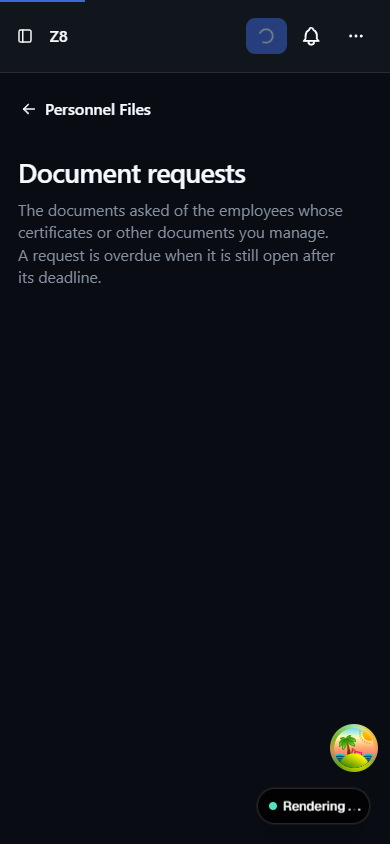 Z8
Personnel Files
Document requests
The documents asked of the employees whose
certificates or other documents you manage.
A request is overdue when it is still open after
its deadline.
Rendering ...